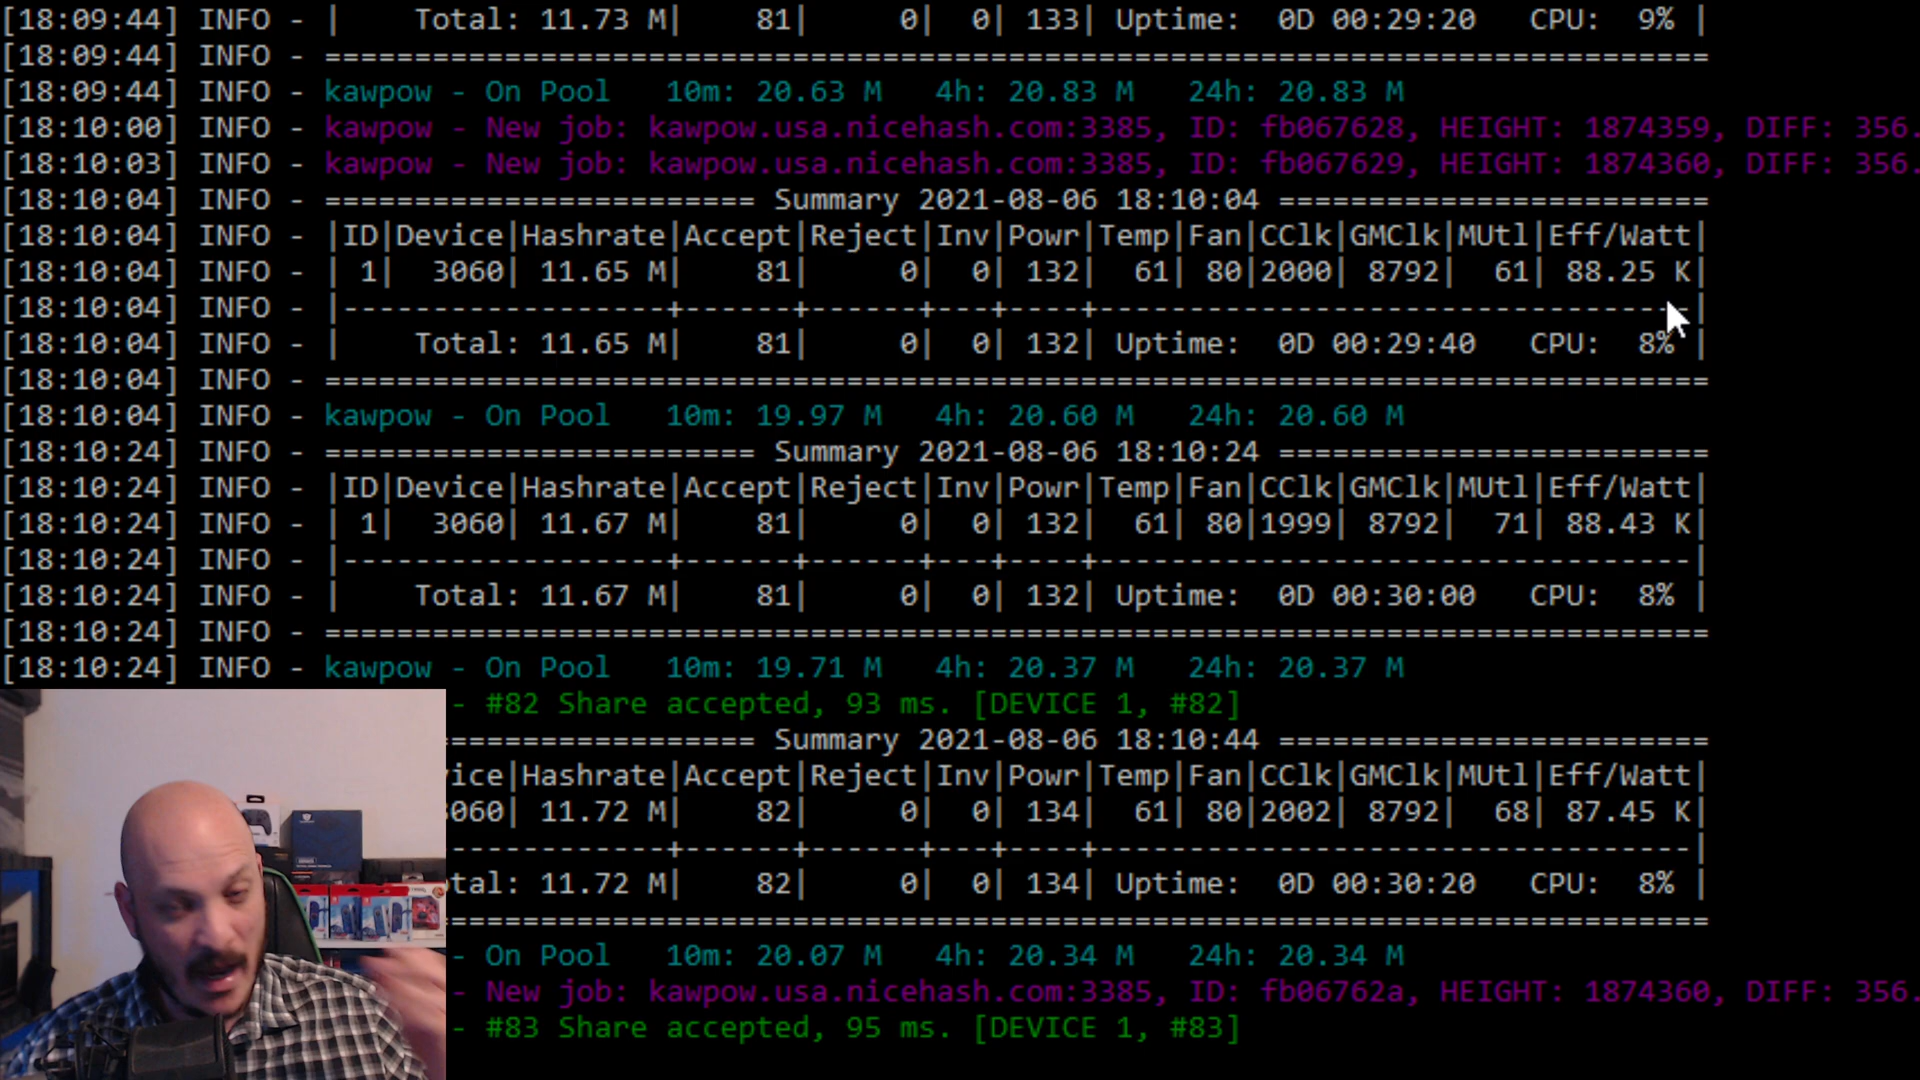 [18:09:44] INFO - |    Total: 11.73 M|    81|     0|  0| 133| Uptime:  0D 00:29:20   CPU:  9% |
[18:09:44] INFO - =============================================================================
[18:09:44] INFO - kawpow - On Pool   10m: 20.63 M   4h: 20.83 M   24h: 20.83 M
[18:10:00] INFO - kawpow - New job: kawpow.usa.nicehash.com:3385, ID: fb067628, HEIGHT: 1874359, DIFF: 356.
[18:10:03] INFO - kawpow - New job: kawpow.usa.nicehash.com:3385, ID: fb067629, HEIGHT: 1874360, DIFF: 356.
[18:10:04] INFO - ======================== Summary 2021-08-06 18:10:04 ========================
[18:10:04] INFO - |ID|Device|Hashrate|Accept|Reject|Inv|Powr|Temp|Fan|CClk|GMClk|MUtl|Eff/Watt|
[18:10:04] INFO - | 1|  3060| 11.65 M|    81|     0|  0| 132|  61| 80|2000| 8792|  61| 88.25 K|
[18:10:04] INFO - |------------------+------+------+---+----+---------------------------------|
[18:10:04] INFO - |    Total: 11.65 M|    81|     0|  0| 132| Uptime:  0D 00:29:40   CPU:  8% |
[18:10:04] INFO - =============================================================================
[18:10:04] INFO - kawpow - On Pool   10m: 19.97 M   4h: 20.60 M   24h: 20.60 M
[18:10:24] INFO - ======================== Summary 2021-08-06 18:10:24 ========================
[18:10:24] INFO - |ID|Device|Hashrate|Accept|Reject|Inv|Powr|Temp|Fan|CClk|GMClk|MUtl|Eff/Watt|
[18:10:24] INFO - | 1|  3060| 11.67 M|    81|     0|  0| 132|  61| 80|1999| 8792|  71| 88.43 K|
[18:10:24] INFO - |------------------+------+------+---+----+---------------------------------|
[18:10:24] INFO - |    Total: 11.67 M|    81|     0|  0| 132| Uptime:  0D 00:30:00   CPU:  8% |
[18:10:24] INFO - =============================================================================
[18:10:24] INFO - kawpow - On Pool   10m: 19.71 M   4h: 20.37 M   24h: 20.37 M
- #82 Share accepted, 93 ms. [DEVICE 1, #82]
================= Summary 2021-08-06 18:10:44 ========================
vice|Hashrate|Accept|Reject|Inv|Powr|Temp|Fan|CClk|GMClk|MUtl|Eff/Watt|
060| 11.72 M|    82|     0|  0| 134|  61| 80|2002| 8792|  68| 87.45 K|
------------+------+------+---+----+---------------------------------|
tal: 11.72 M|    82|     0|  0| 134| Uptime:  0D 00:30:20   CPU:  8% |
======================================================================
- On Pool   10m: 20.07 M   4h: 20.34 M   24h: 20.34 M
- New job: kawpow.usa.nicehash.com:3385, ID: fb06762a, HEIGHT: 1874360, DIFF: 356.
- #83 Share accepted, 95 ms. [DEVICE 1, #83]